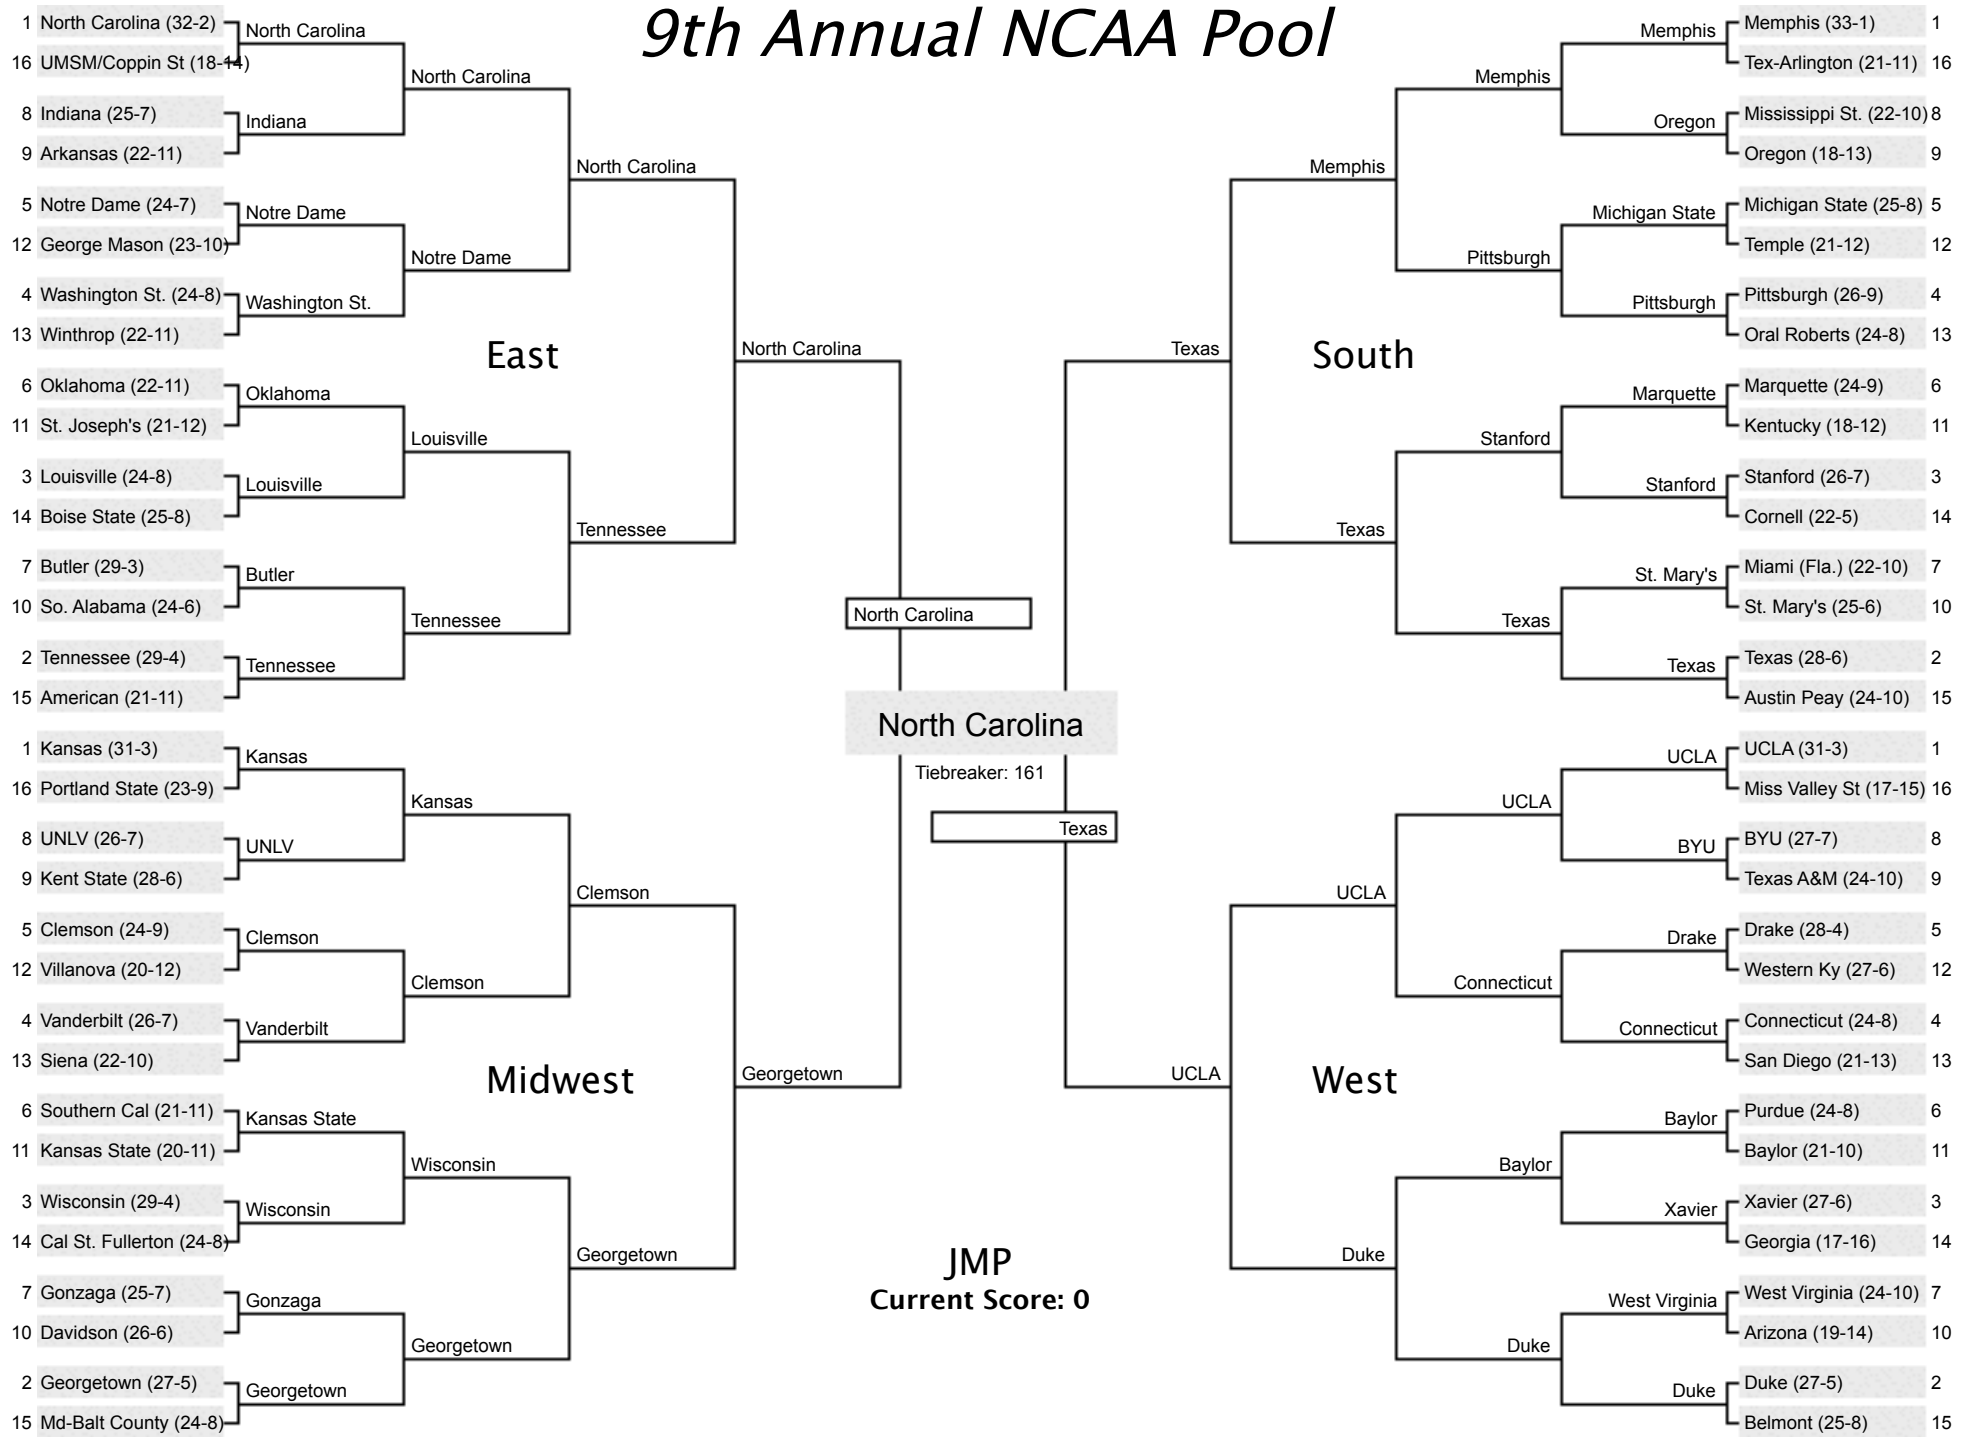 9th Annual NCAA Pool
1 North Carolina (32-2)
16 UMSM/Coppin St (18-14)
8 Indiana (25-7)
9 Arkansas (22-11)
5 Notre Dame (24-7)
12 George Mason (23-10)
4 Washington St. (24-8)
13 Winthrop (22-11)
6 Oklahoma (22-11)
11 St. Joseph's (21-12)
3 Louisville (24-8)
14 Boise State (25-8)
7 Butler (29-3)
10 So. Alabama (24-6)
2 Tennessee (29-4)
15 American (21-11)
North Carolina
Indiana
Notre Dame
Washington St.
Oklahoma
Louisville
Butler
Tennessee
North Carolina
Notre Dame
Louisville
Tennessee
North Carolina
Tennessee
East
North Carolina
1 Kansas (31-3)
16 Portland State (23-9)
8 UNLV (26-7)
9 Kent State (28-6)
5 Clemson (24-9)
12 Villanova (20-12)
4 Vanderbilt (26-7)
13 Siena (22-10)
6 Southern Cal (21-11)
11 Kansas State (20-11)
3 Wisconsin (29-4)
14 Cal St. Fullerton (24-8)
7 Gonzaga (25-7)
10 Davidson (26-6)
2 Georgetown (27-5)
15 Md-Balt County (24-8)
Kansas
UNLV
Clemson
Vanderbilt
Kansas State
Wisconsin
Gonzaga
Georgetown
Kansas
Clemson
Wisconsin
Georgetown
Clemson
Georgetown
Midwest
Georgetown
North Carolina
North Carolina
Tiebreaker: 161
Texas
JMP
Current Score: 0
Texas
South
Memphis
Texas
Memphis
Pittsburgh
Stanford
Texas
Memphis
Oregon
Michigan State
Pittsburgh
Marquette
Stanford
St. Mary's
Texas
Memphis (33-1) 1
Tex-Arlington (21-11) 16
Mississippi St. (22-10) 8
Oregon (18-13) 9
Michigan State (25-8) 5
Temple (21-12) 12
Pittsburgh (26-9) 4
Oral Roberts (24-8) 13
Marquette (24-9) 6
Kentucky (18-12) 11
Stanford (26-7) 3
Cornell (22-5) 14
Miami (Fla.) (22-10) 7
St. Mary's (25-6) 10
Texas (28-6) 2
Austin Peay (24-10) 15
UCLA
West
UCLA
Duke
UCLA
Connecticut
Baylor
Duke
UCLA
BYU
Drake
Connecticut
Baylor
Xavier
West Virginia
Duke
UCLA (31-3) 1
Miss Valley St (17-15) 16
BYU (27-7) 8
Texas A&M (24-10) 9
Drake (28-4) 5
Western Ky (27-6) 12
Connecticut (24-8) 4
San Diego (21-13) 13
Purdue (24-8) 6
Baylor (21-10) 11
Xavier (27-6) 3
Georgia (17-16) 14
West Virginia (24-10) 7
Arizona (19-14) 10
Duke (27-5) 2
Belmont (25-8) 15